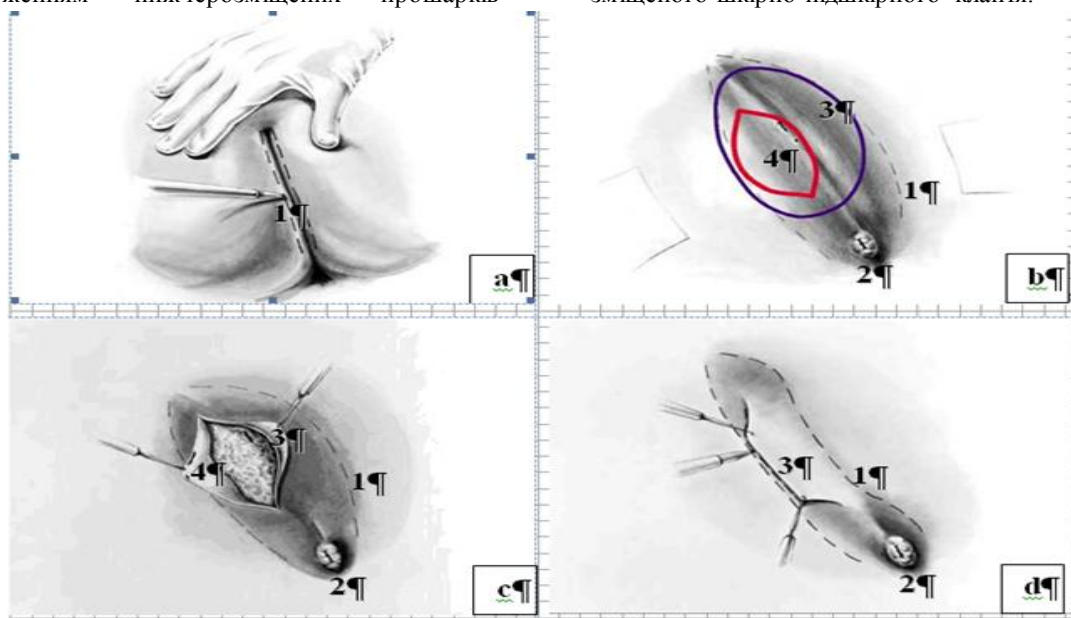 прошарків зміщеного шкірно-підшкірного клаптя.
1¶
a¶
3¶
4¶
1¶
2¶
b¶
3¶
4¶
1¶
2¶
c¶
3¶
1¶
2¶
d¶